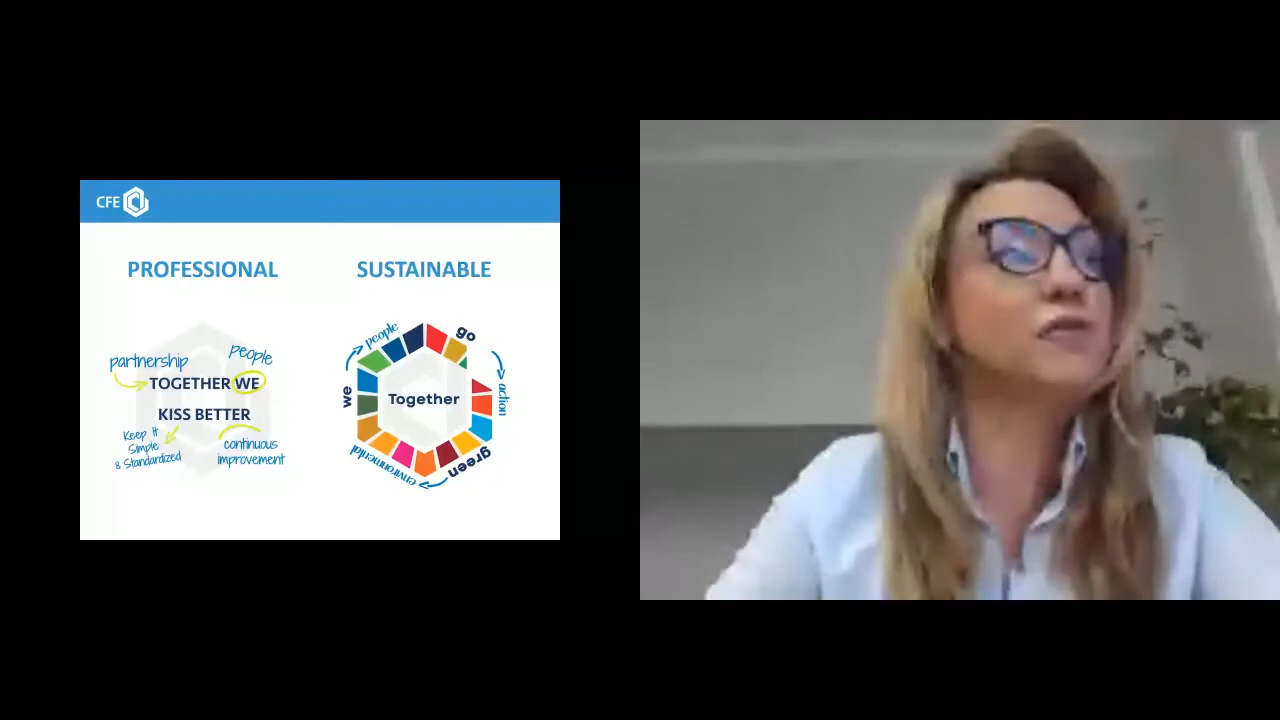 CFE
PROFESSIONAL
partnership
people
TOGETHER WE
KISS BETTER
Keep It
Simple
& Standardized
continuous
improvement
SUSTAINABLE
people
go
we
Together
action
environmental
green